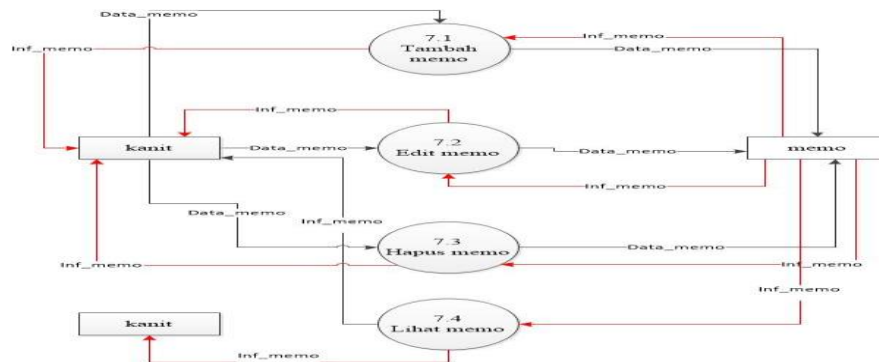 Data_memo
Inf_memo
7.1
Tambah
memo
Inf_memo
Data_memo
Inf_memo
kanit
Data_memo
7.2
Edit memo
Data_memo
memo
Inf_memo
Data_memo
Inf_memo
7.3
Hapus memo
Data_memo
Inf_memo
Inf_memo
Inf_memo
7.4
Lihat memo
kanit
Inf_memo